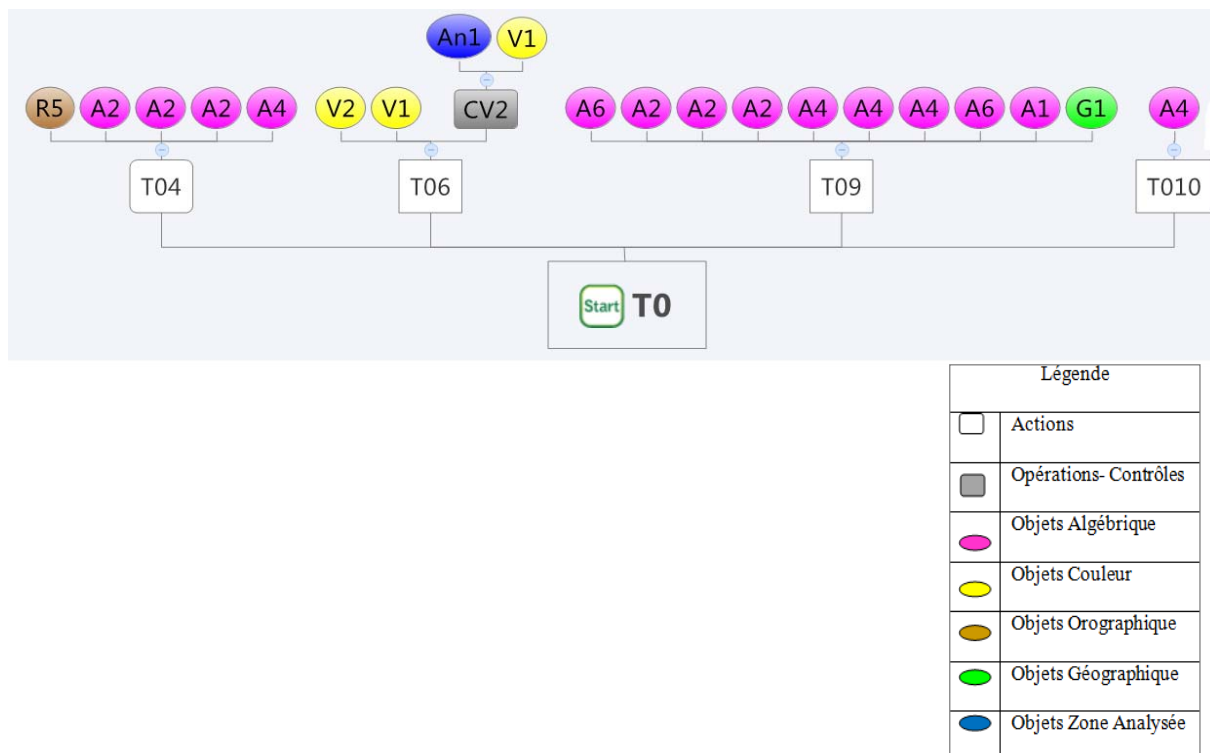 An1 V1
R5 A2 A2 A2 A4 V2 V1 CV2 A6 A2 A2 A2 A4 A4 A4 A6 A1 G1 A4
T04 T06 T09 T010
Start T0
Légende
Actions
Opérations- Contrôles
Objets Algébrique
Objets Couleur
Objets Orographique
Objets Géographique
Objets Zone Analysée